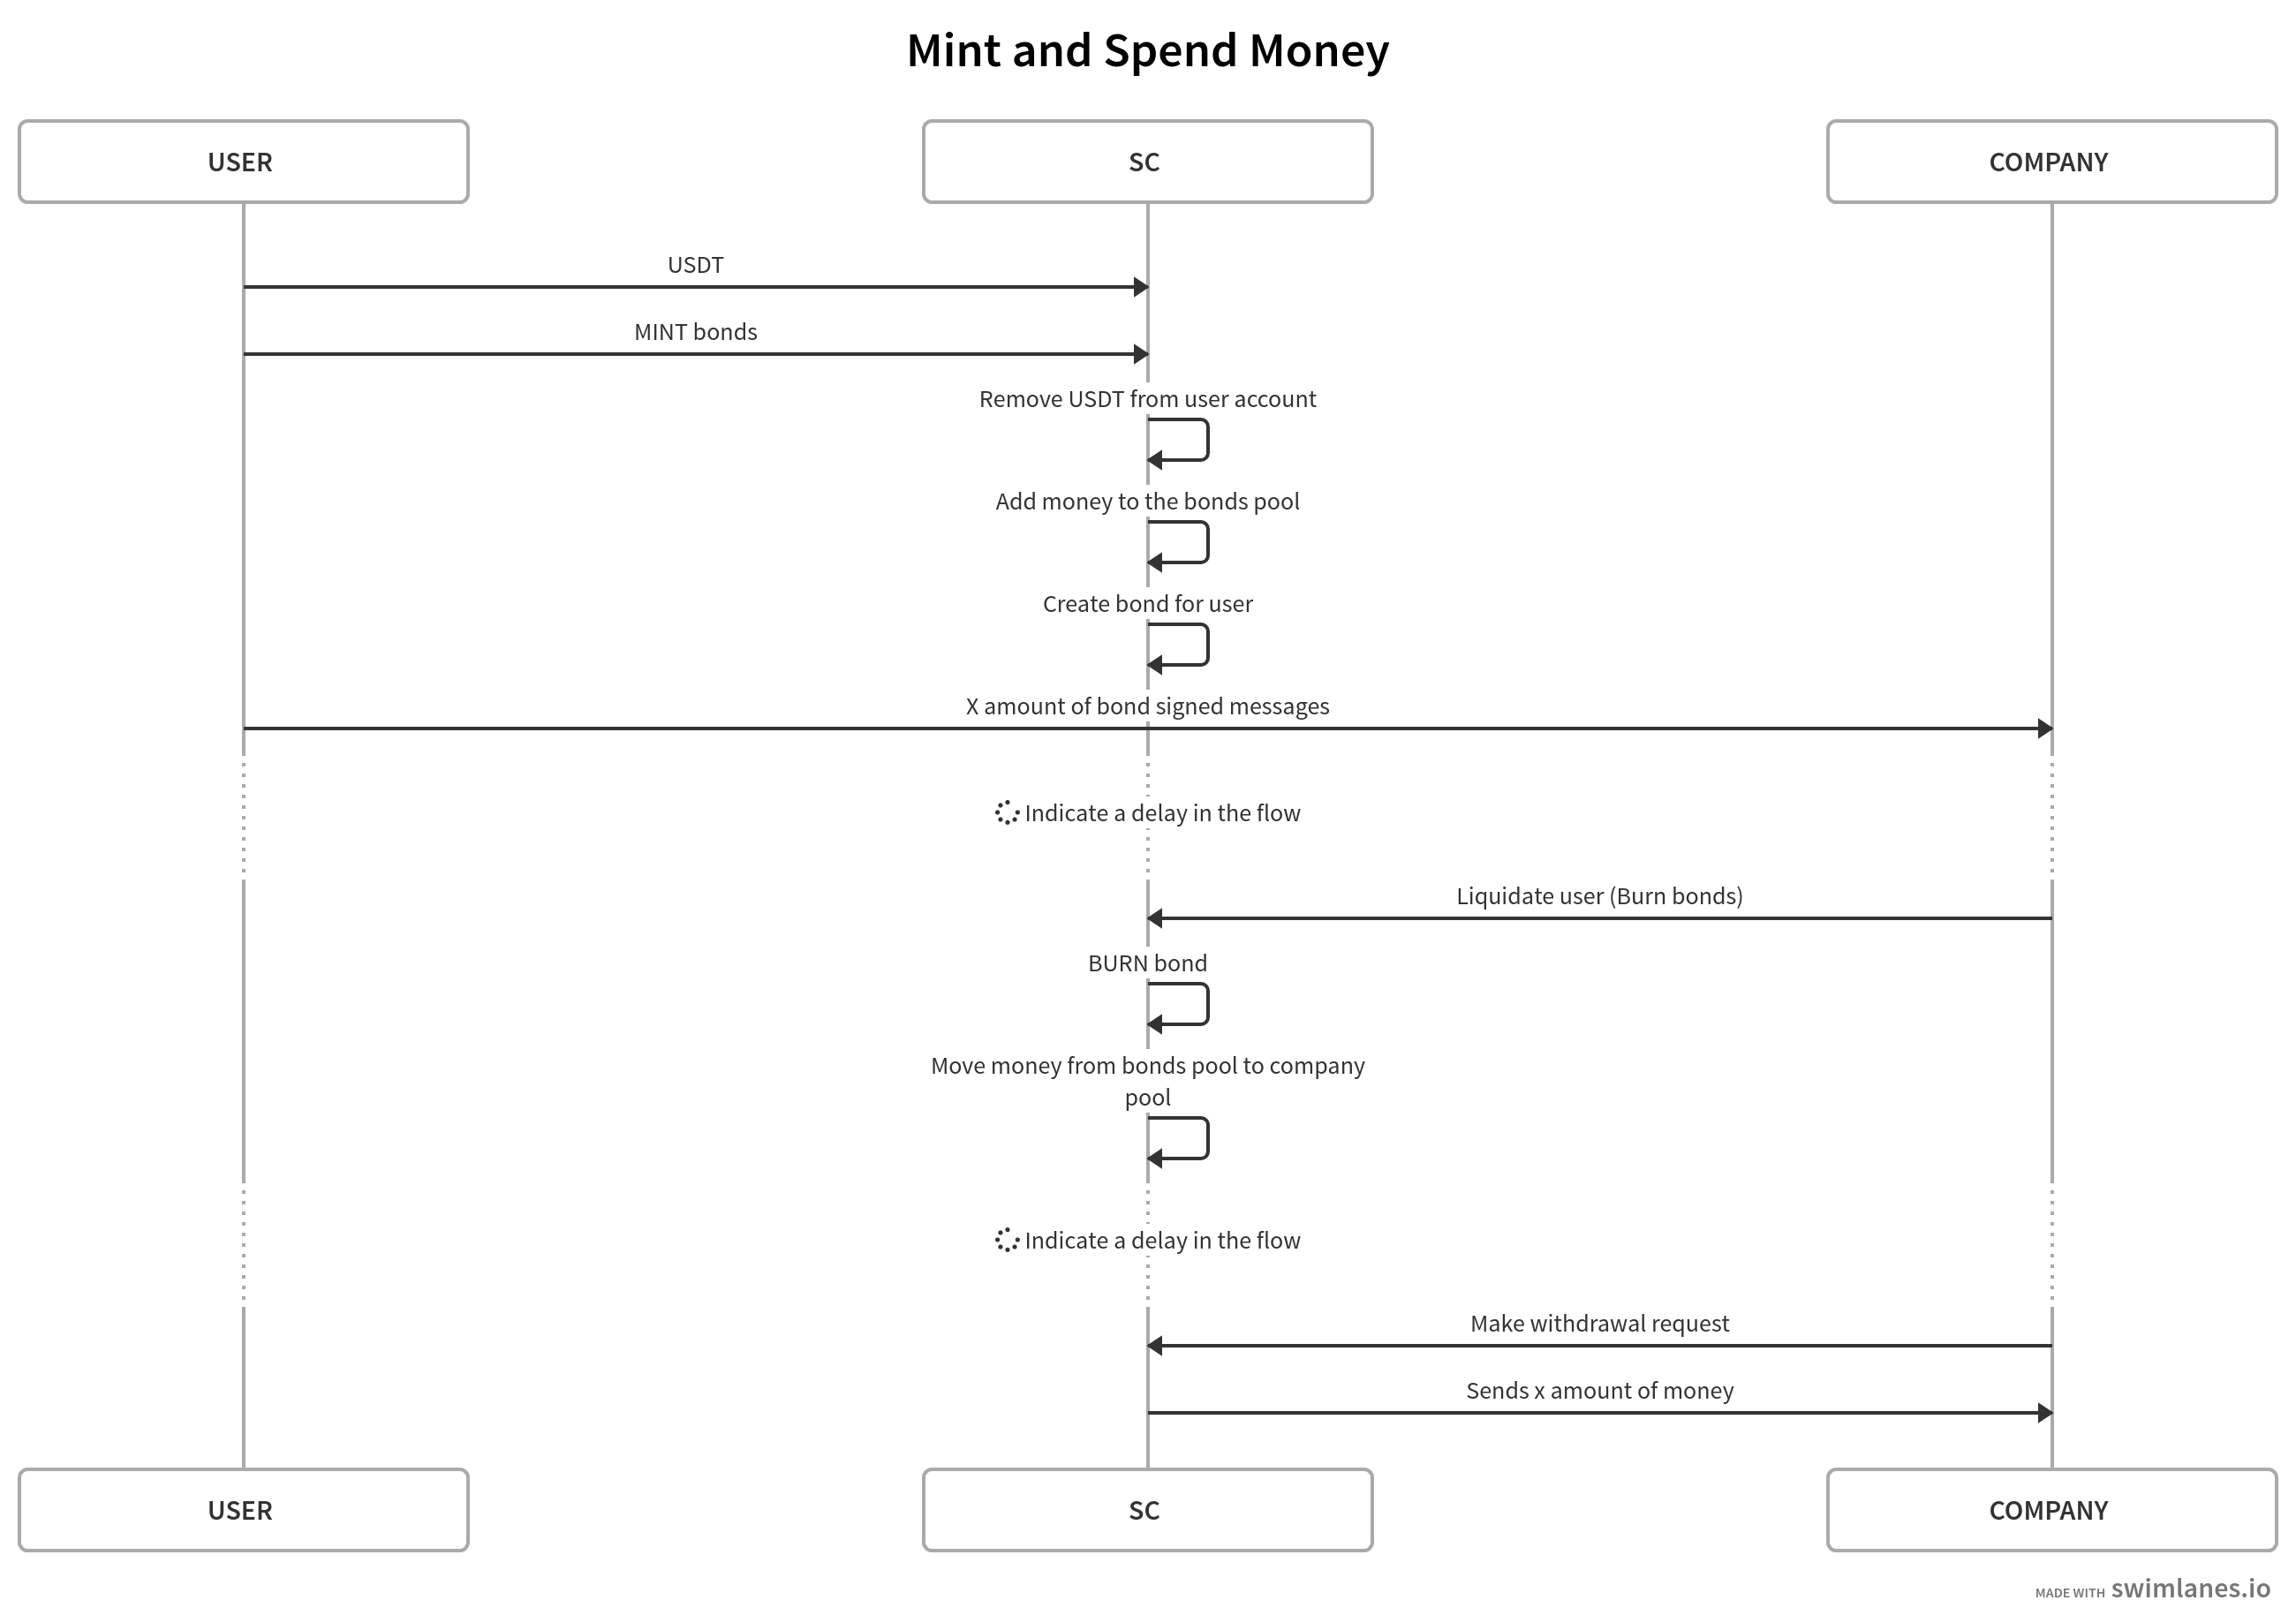 Mint and Spend Money
USER
SC
COMPANY
USDT
MINT bonds
Remove USDT from user account
Add money to the bonds pool
Create bond for user
X amount of bond signed messages
Indicate a delay in the flow
Liquidate user (Burn bonds)
BURN bond
Move money from bonds pool to company
pool
Indicate a delay in the flow
Make withdrawal request
Sends x amount of money
USER
SC
COMPANY
MADE WITH swimlanes.io